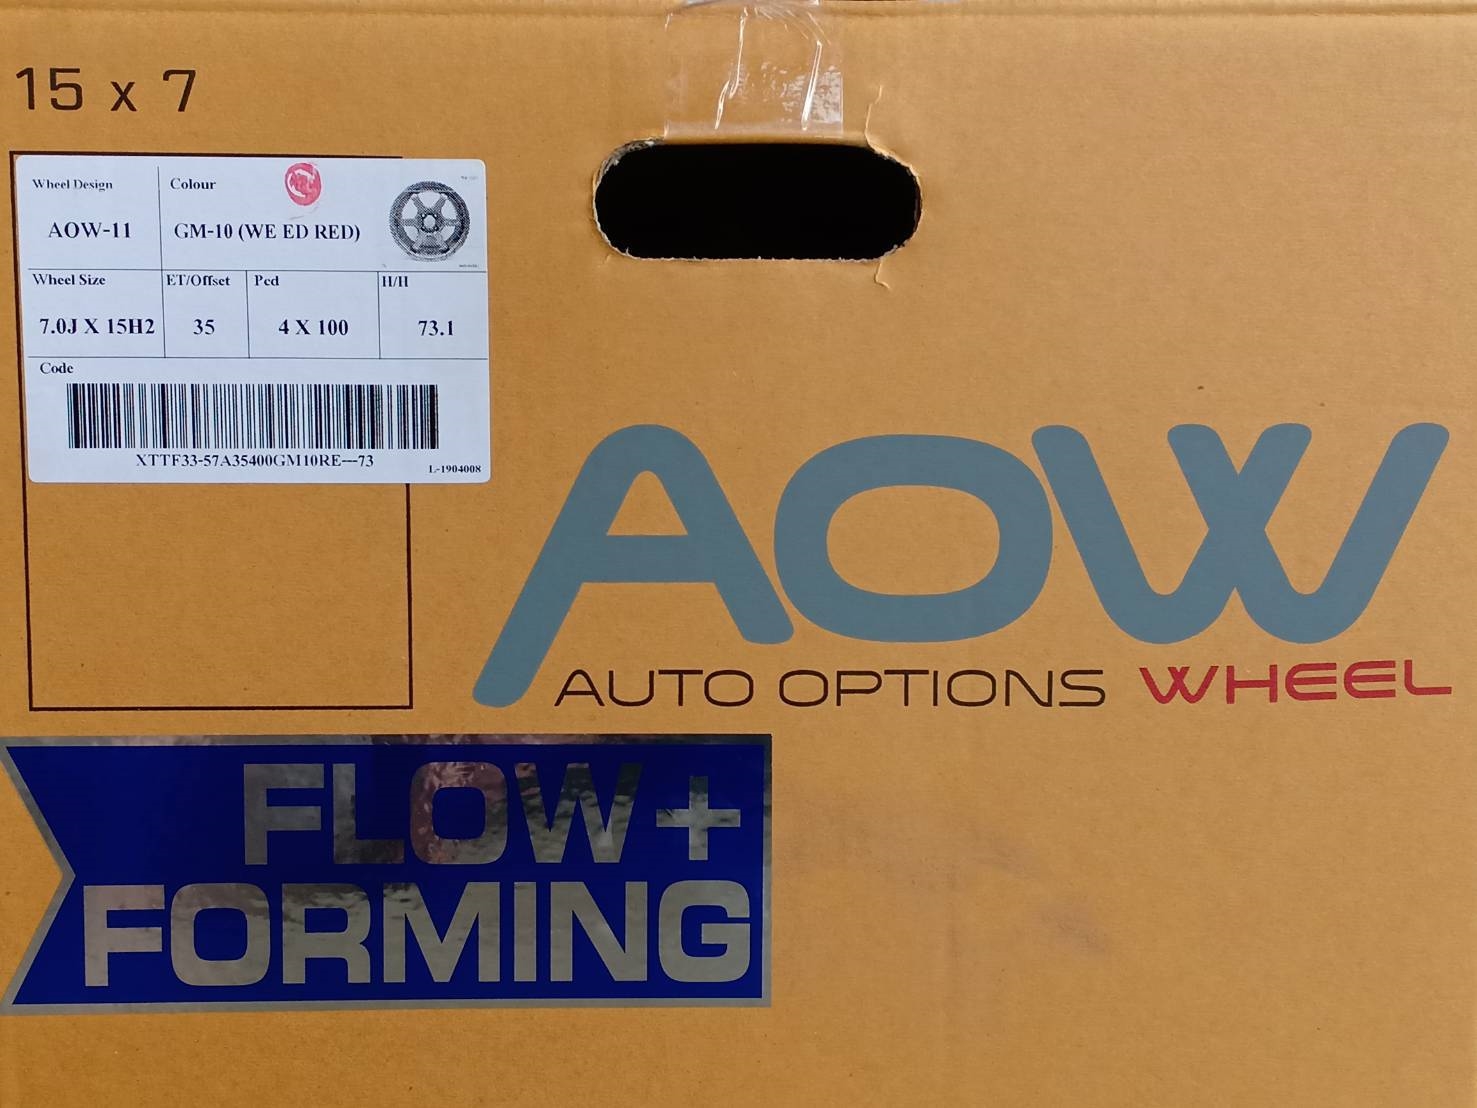 15 x 7
Wheel Design
Colour
AOW-11
GM-10 (WE ED RED)
Wheel Size
ET/Offset
Pcd
H/H
7.0J X 15H2
35
4 X 100
73.1
Code
XTTF33-57A35400GM10RE---73
L-1904008
AOW
AUTO OPTIONS WHEEL
FLOW+
FORMING